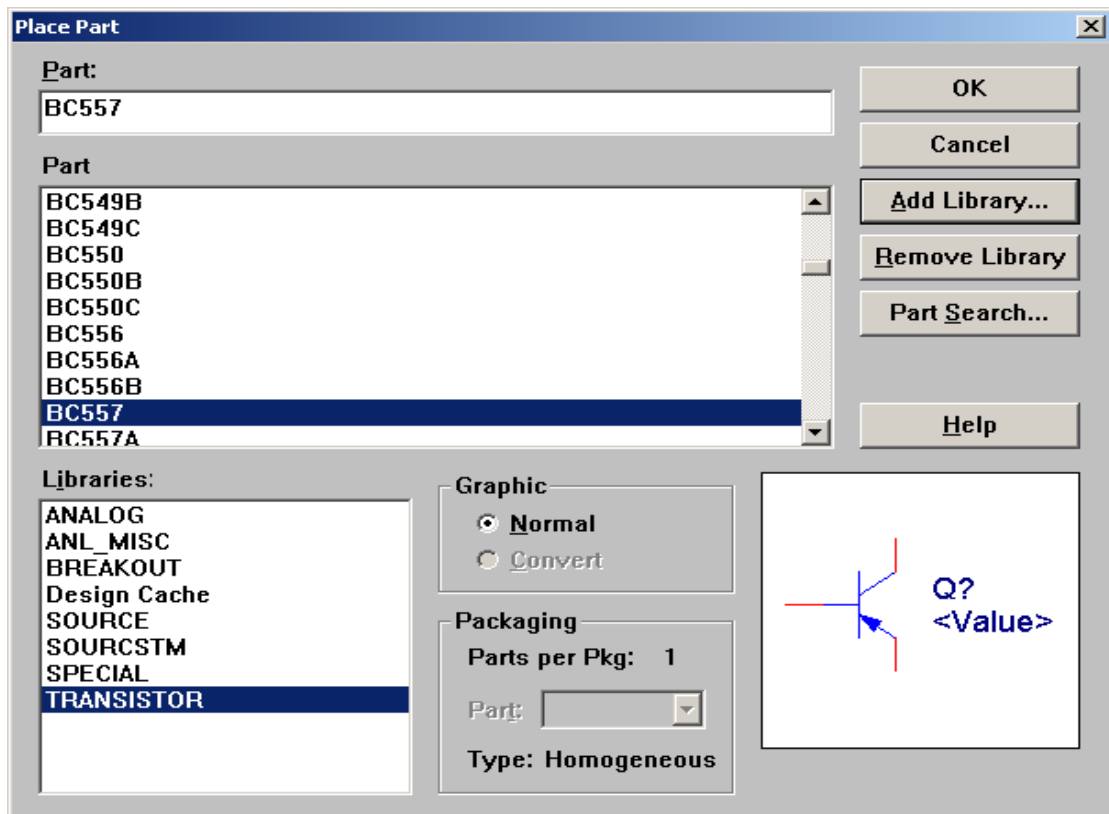 Place Part
Part:
BC557
OK
Cancel
Part
BC549B
BC549C
BC550
BC550B
BC550C
BC556
BC556A
BC556B
BC557
BC557A
Add Library...
Remove Library
Part Search...
Help
Libraries:
ANALOG
ANL_MISC
BREAKOUT
Design Cache
SOURCE
SOURCSTM
SPECIAL
TRANSISTOR
Graphic
Normal
Convert
Packaging
Parts per Pkg: 1
Part:
Type: Homogeneous
Q?
<Value>